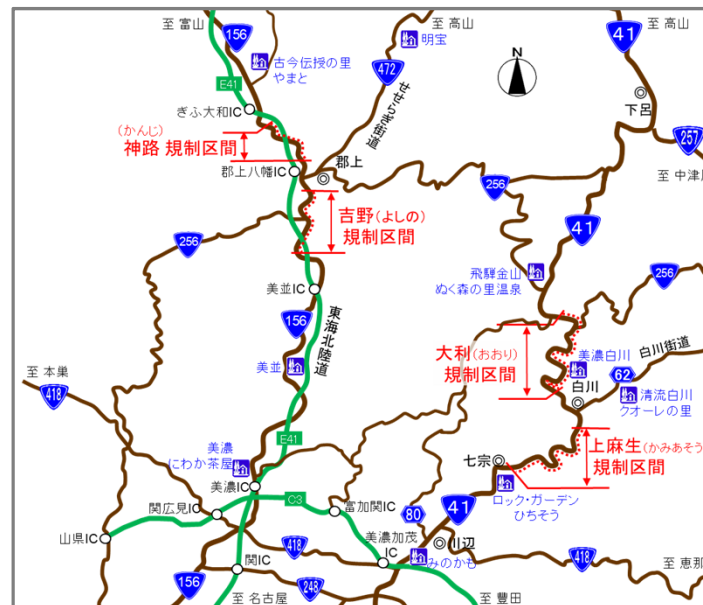 至 富山
至 高山
至 高山
156
古今伝授の里
やまと
明宝
41
472
N
E41
せせらぎ街道
ぎふ大和IC
下呂
(かんじ)
神路 規制区間
257
郡上
郡上八幡IC
至 中津川
256
吉野(よしの)
規制区間
41
256
飛騨金山
ぬく森の里温泉
256
美並IC
東海北陸道
156
大利(おおり)
規制区間
美濃白川
白川街道
至 本巣
美並
62
白川
清流白川
クオーレの里
418
上麻生(かみあそう)
規制区間
E41
美濃
にわか茶屋
七宗
美濃IC
ロック・ガーデン
ひちそう
C3
関広見IC
富加関IC
41
80
山県IC
美濃加茂
IC
川辺
418
みのかも
418
至 恵那
関IC
156
248
至 名古屋
至 豊田